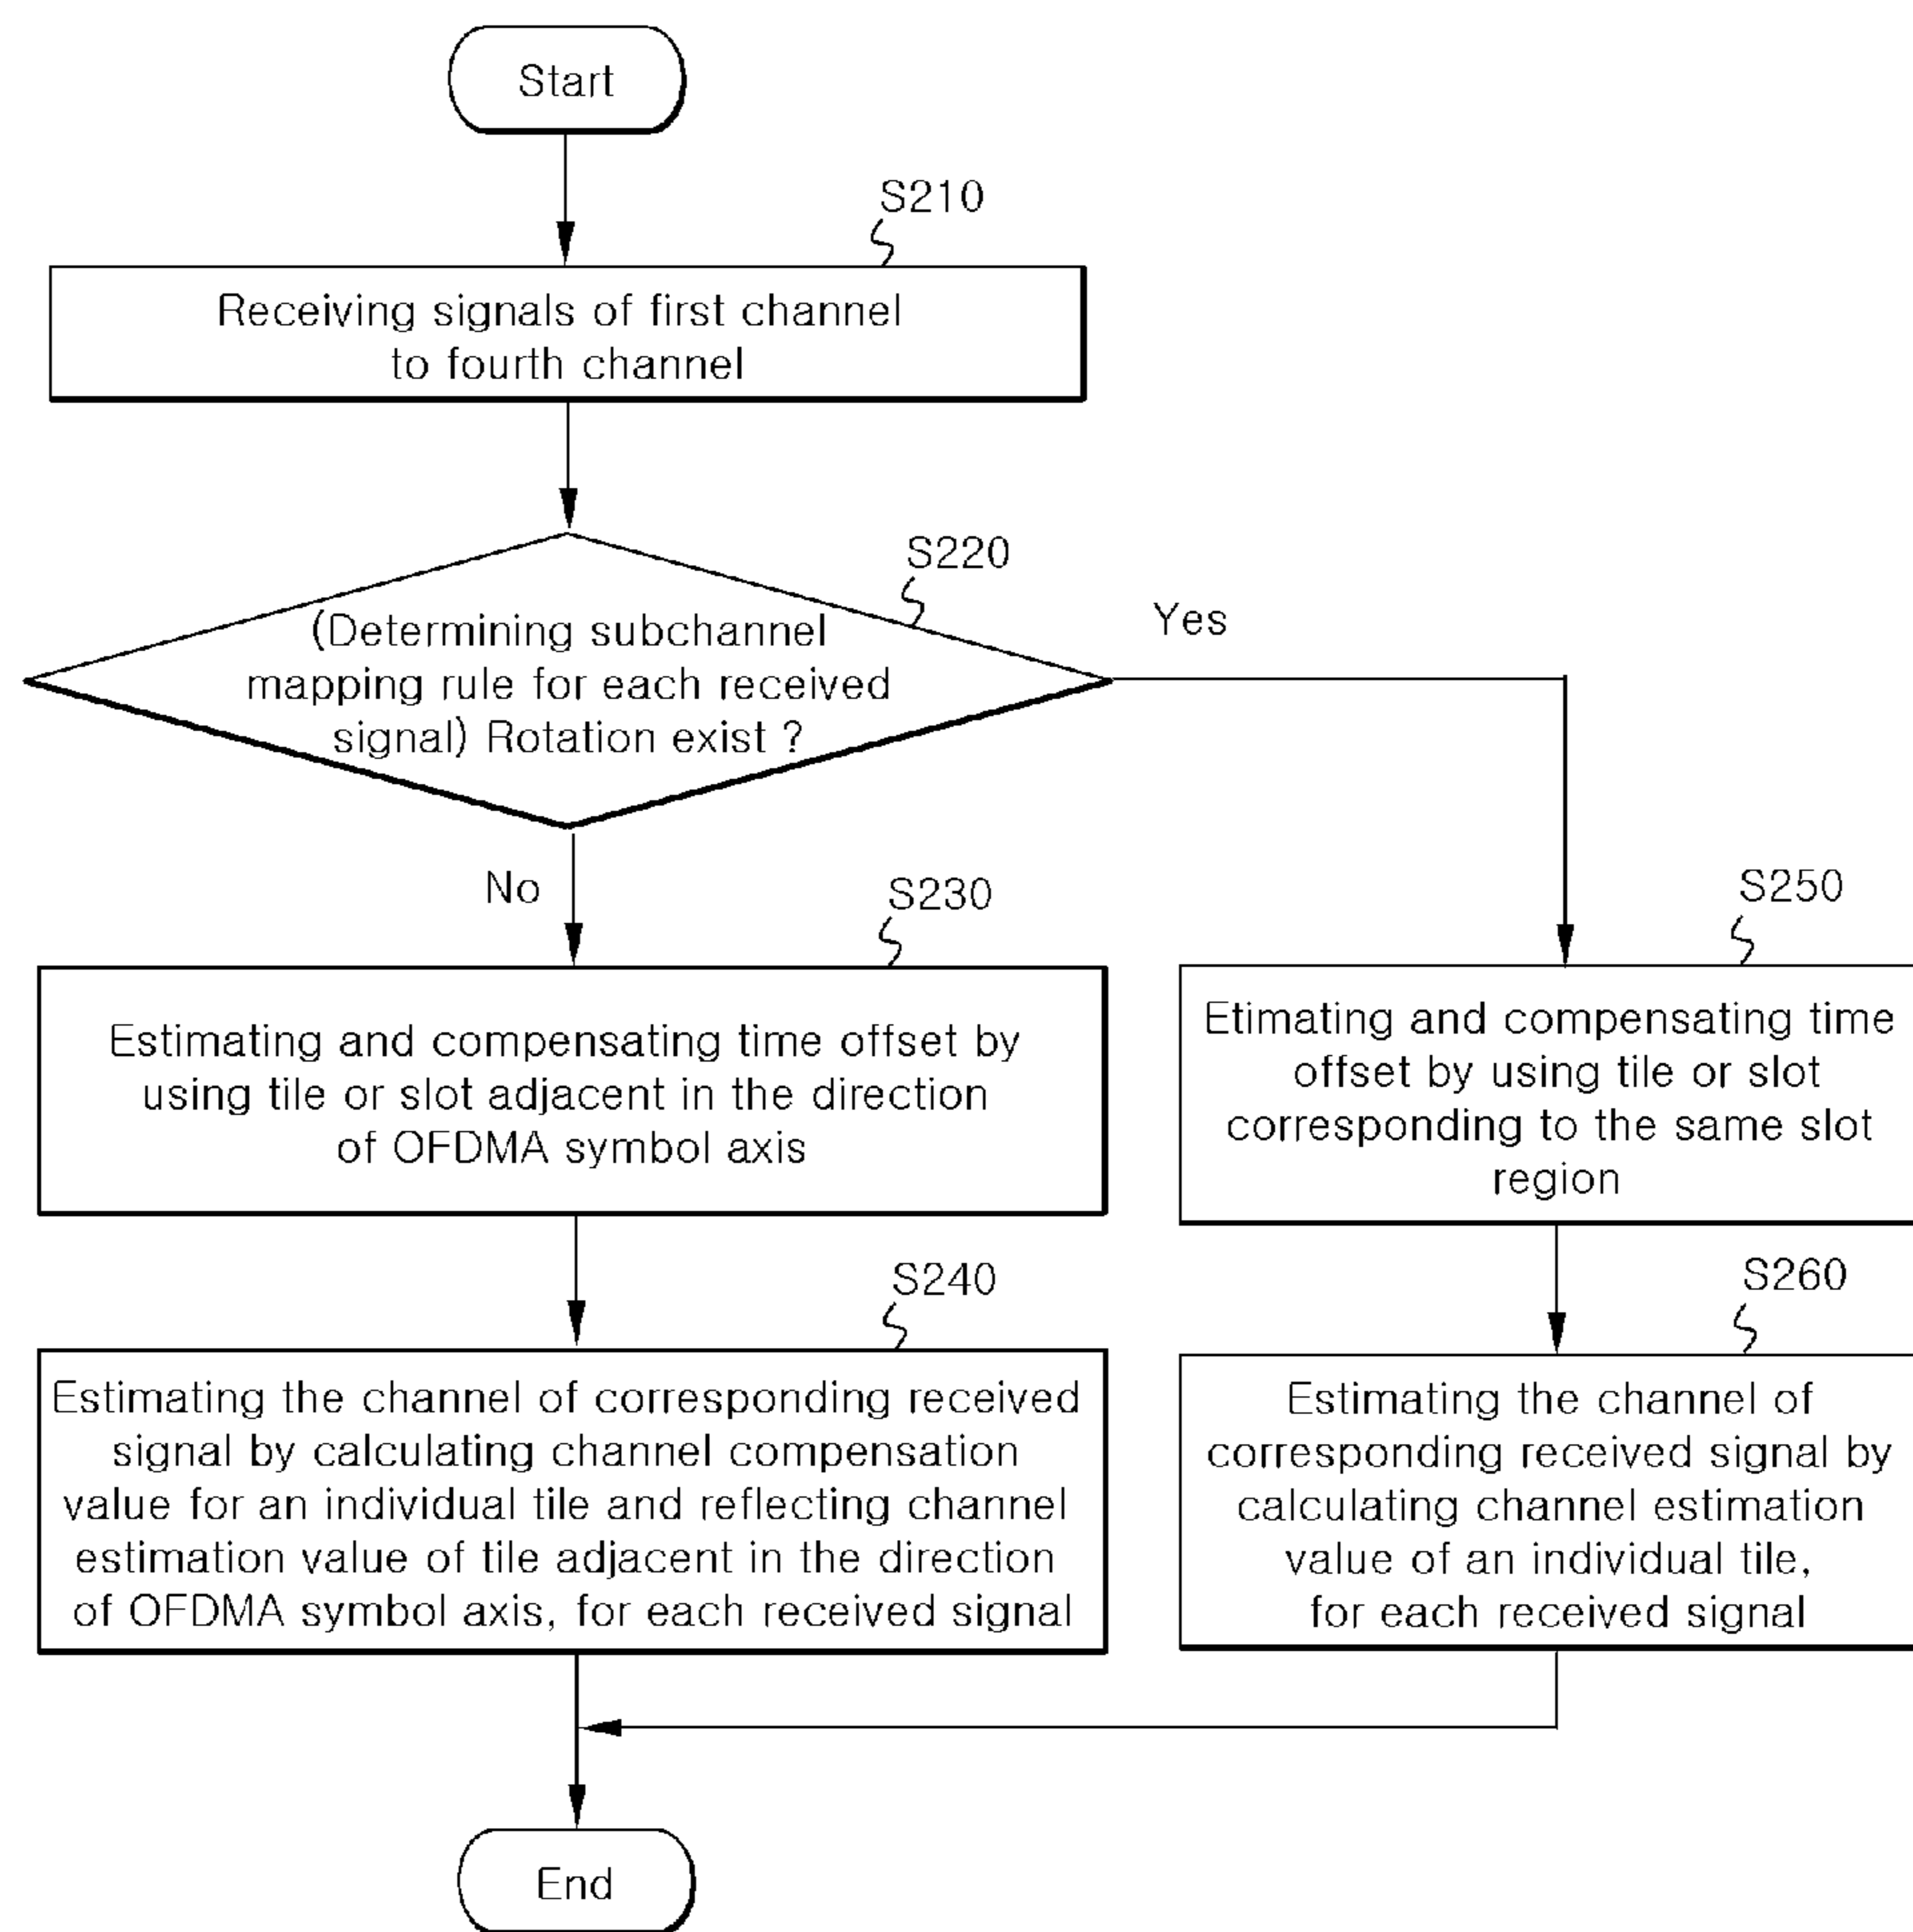 Start
S210
Receiving signals of first channel
to fourth channel
S220
(Determining subchannel
mapping rule for each received
signal) Rotation exist ?
Yes
No
S230
Estimating and compensating time offset by
using tile or slot adjacent in the direction
of OFDMA symbol axis
S250
Etimating and compensating time
offset by using tile or slot
corresponding to the same slot
region
S240
Estimating the channel of corresponding received
signal by calculating channel compensation
value for an individual tile and reflecting channel
estimation value of tile adjacent in the direction
of OFDMA symbol axis, for each received signal
S260
Estimating the channel of
corresponding received signal by
calculating channel estimation
value of an individual tile,
for each received signal
End